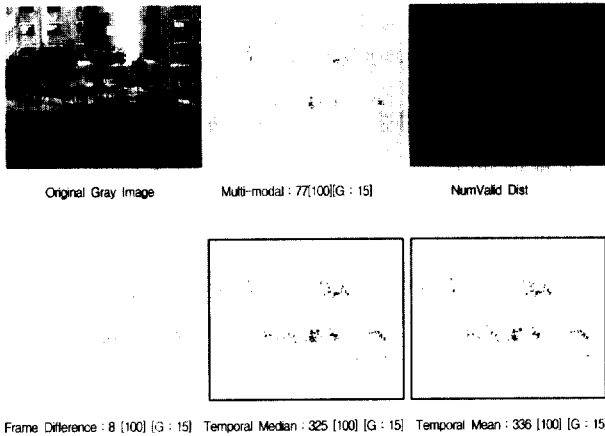 Original Gray Image
Multi-modal : 77[100][G : 15]
NumValid Dist
Frame Difference : 8 [100] [G : 15]
Temporal Median : 325 [100] [G : 15]
Temporal Mean : 336 [100] [G : 15